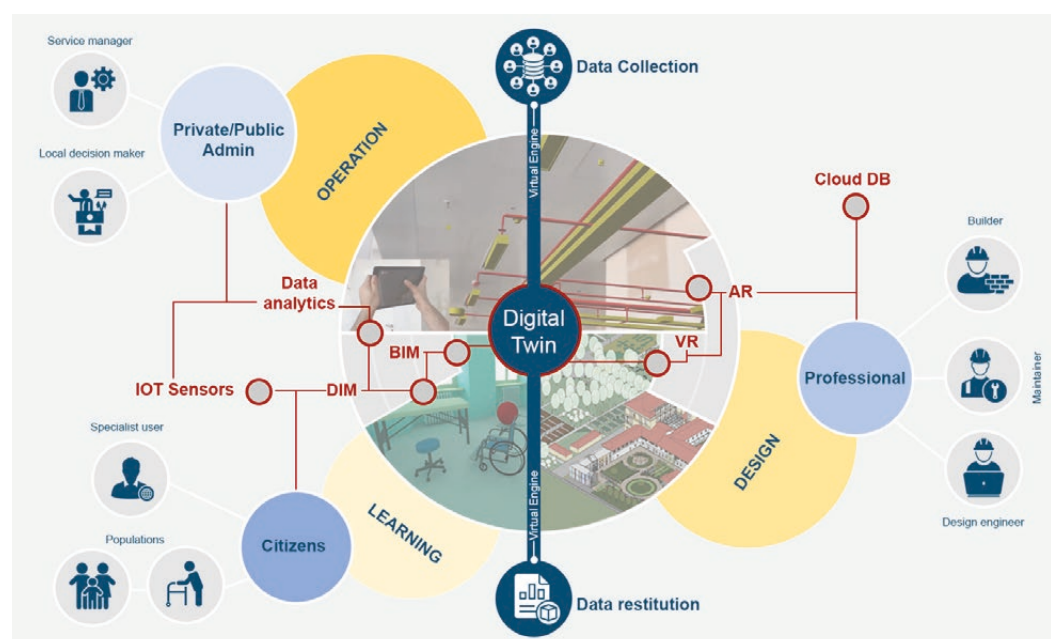 Service manager
Private/Public
Admin
Local decision maker
OPERATION
Data Collection
Virtual Engine
Cloud DB
Builder
Data
analytics
AR
Digital
Twin
VR
BIM
IOT Sensors
DIM
Professional
Maintainer
Specialist user
DESIGN
LEARNING
Virtual Engine
Design engineer
Populations
Citizens
Data restitution